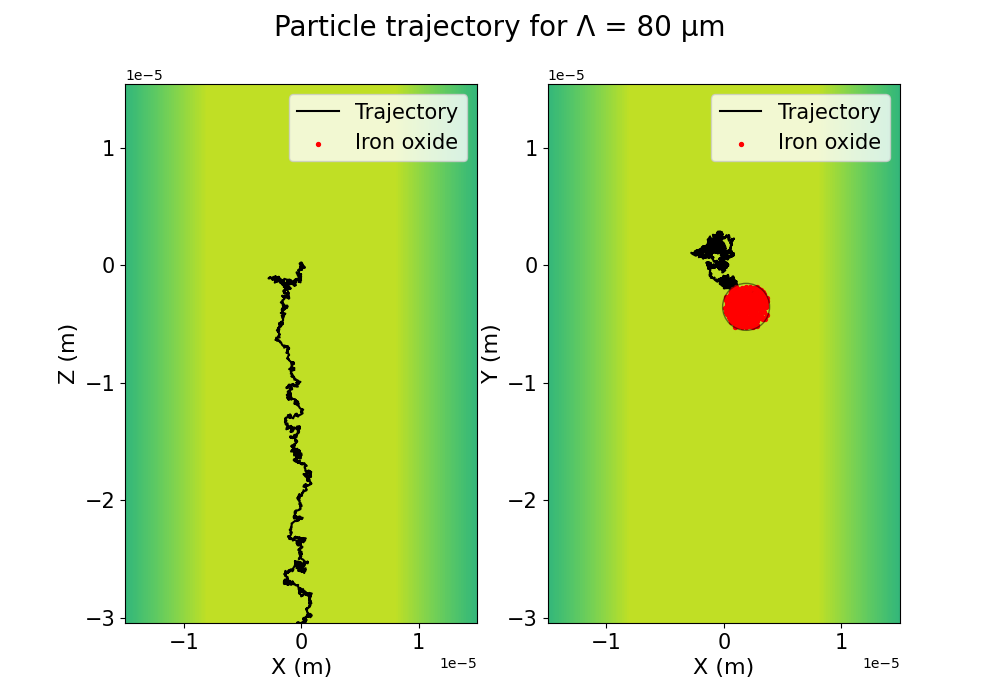 Particle trajectory for Λ = 80 μm
1e−5
Trajectory
Iron oxide
1
0
−1
−2
−3
Z (m)
−1
0
1
X (m)
1e−5
1e−5
Trajectory
Iron oxide
1
0
−1
−2
−3
Y (m)
−1
0
1
X (m)
1e−5